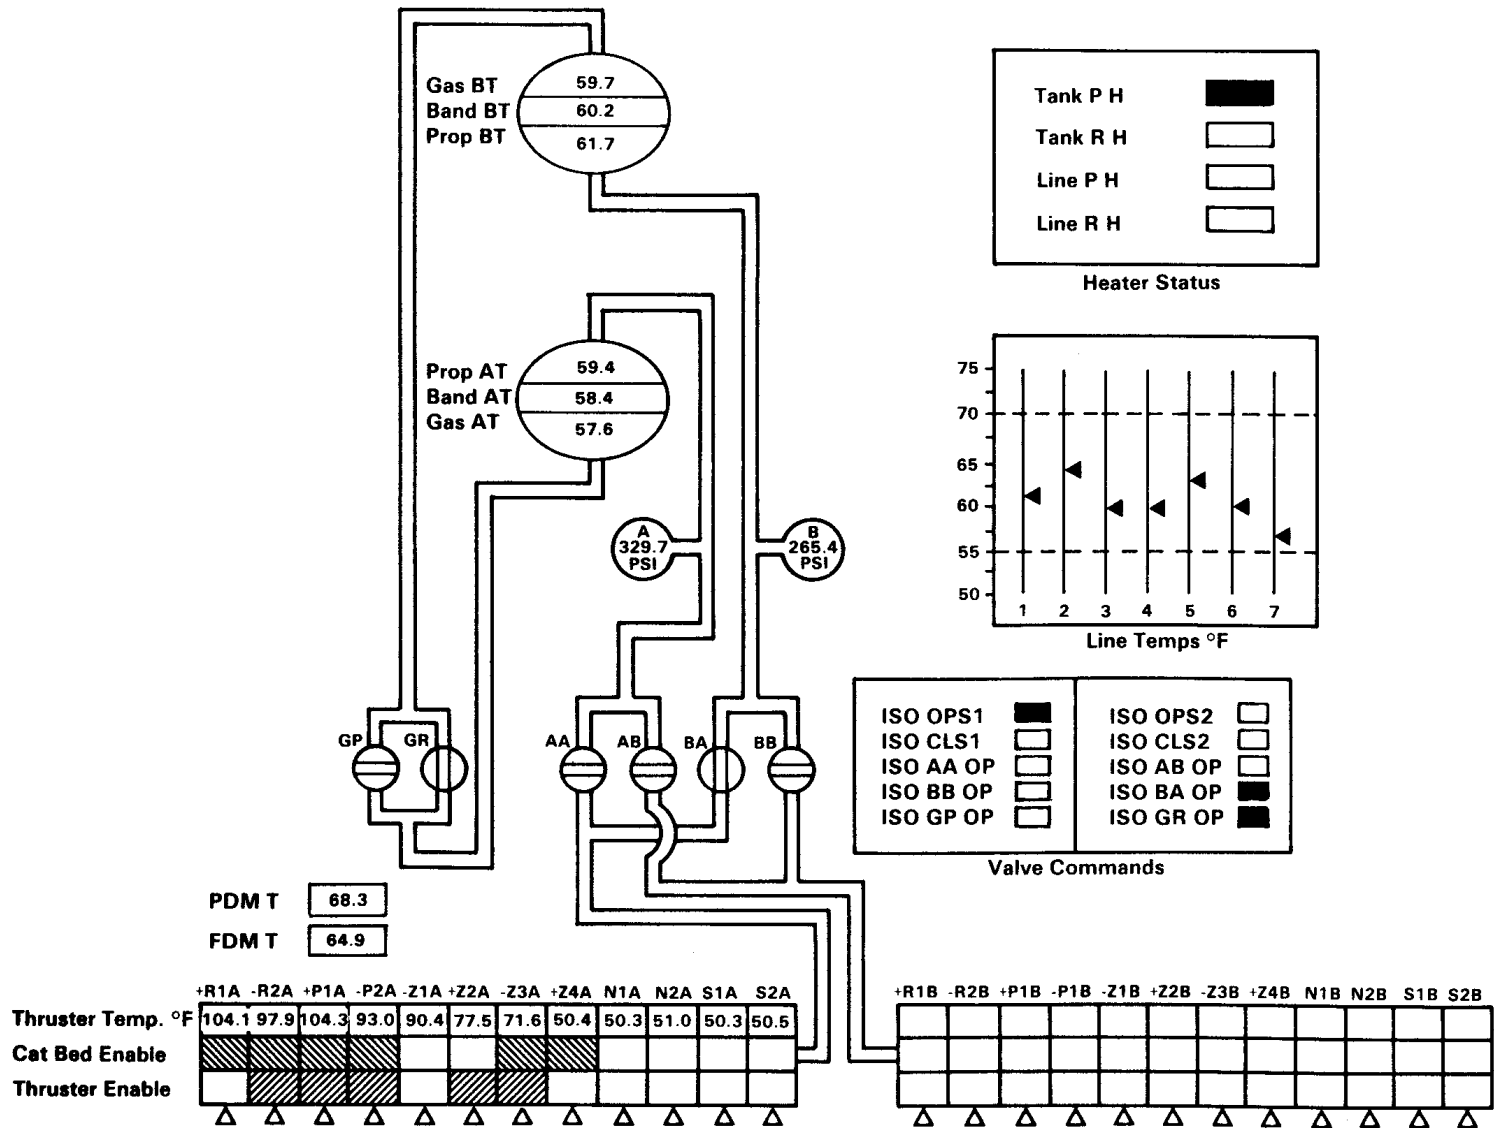 Gas BT 59.7
Band BT 60.2
Prop BT 61.7
Tank P H
Tank R H
Line P H
Line R H
Heater Status
Prop AT 59.4
Band AT 58.4
Gas AT 57.6
A
329.7
PSI
B
265.4
PSI
75
70
65
60
55
50
1 2 3 4 5 6 7
Line Temps °F
GP GR AA AB BA BB
ISO OPS1 ISO OPS2
ISO CLS1 ISO CLS2
ISO AA OP ISO AB OP
ISO BB OP ISO BA OP
ISO GP OP ISO GR OP
Valve Commands
PDM T 68.3
FDM T 64.9
+R1A -R2A +P1A -P2A -Z1A +Z2A -Z3A +Z4A N1A N2A S1A S2A
Thruster Temp. °F 104.1 97.9 104.3 93.0 90.4 77.5 71.6 50.4 50.3 51.0 50.3 50.5
Cat Bed Enable
Thruster Enable
+R1B -R2B +P1B -P1B -Z1B +Z2B -Z3B +Z4B N1B N2B S1B S2B